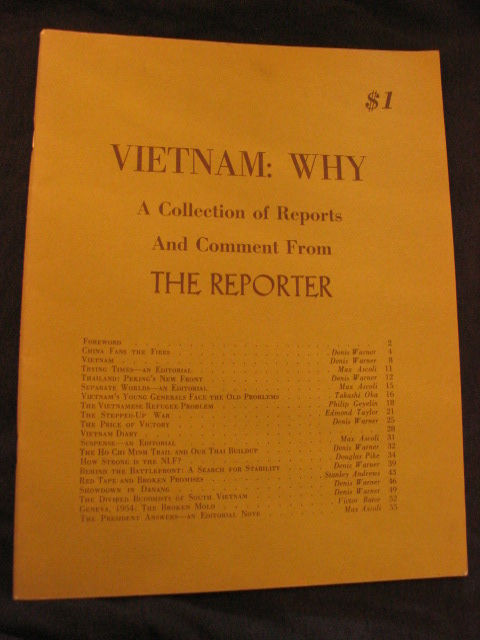 $1
VIETNAM: WHY
A Collection of Reports
And Comment From
THE REPORTER
Foreword 2
China Fans the Fires Denis Warner 4
Vietnam Denis Warner 8
Trying Times—an Editorial Max Ascoli 11
Thailand: Peking's New Front Denis Warner 12
Separate Worlds—an Editorial Max Ascoli 15
Vietnam's Young Generals Face the Old Problems Takashi Oka 16
The Vietnamese Refugee Problem Philip Geyelin 18
The Stepped-Up War Edmond Taylor 21
The Price of Victory Denis Warner 25
Vietnam Diary 28
Suspense—an Editorial Max Ascoli 31
The Ho Chi Minh Trail and Our Thai Buildup Denis Warner 32
How Strong is the NLF? Douglas Pike 34
Behind the Battlefront: A Search for Stability Denis Warner 39
Red Tape and Broken Promises Stanley Andrews 43
Showdown in Danang Denis Warner 46
The Divided Buddhists of South Vietnam Denis Warner 49
Geneva, 1954: The Broken Mold Victor Bator 52
The President Answers—an Editorial Note Max Ascoli 55